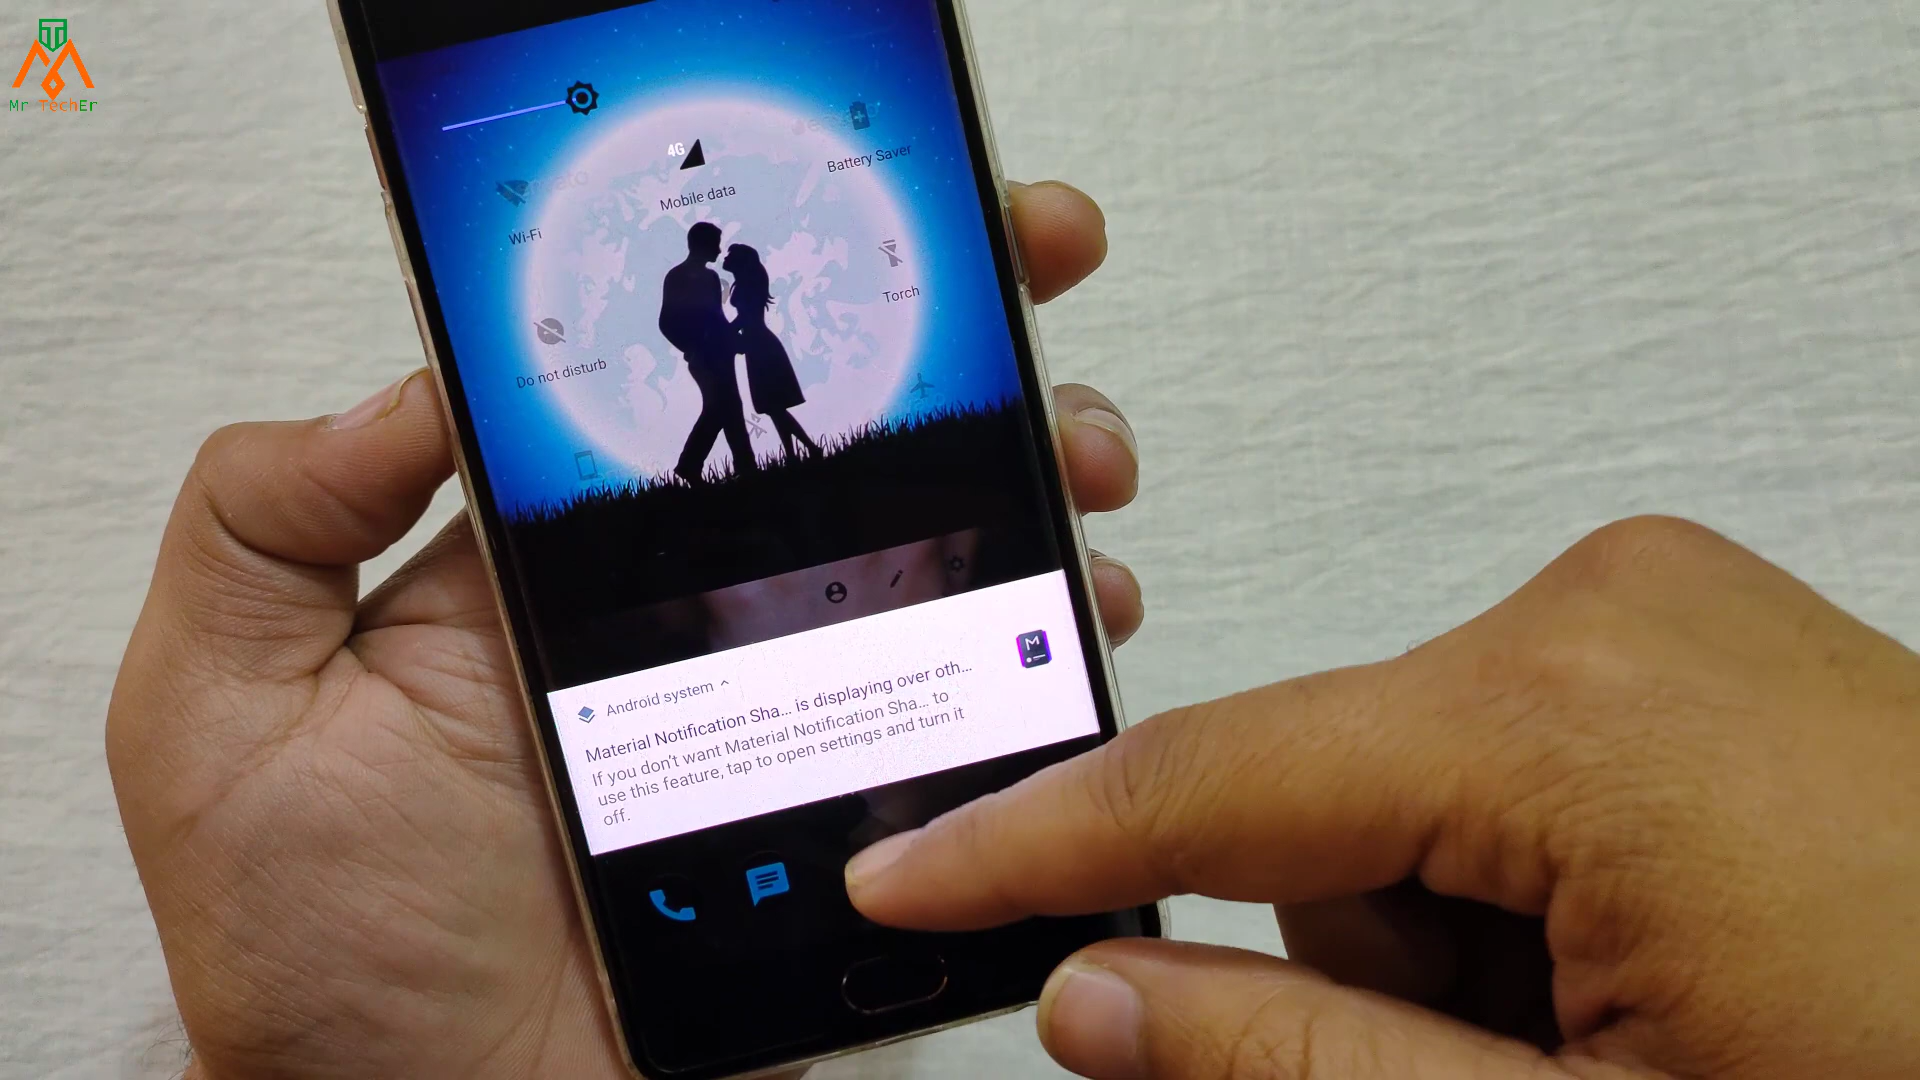 Mr TechEr
4G
Battery Saver
Mobile data
Wi-Fi
Torch
Do not disturb
Android system
Material Notification Sha... is displaying over oth...
If you don't want Material Notification Sha... to
use this feature, tap to open settings and turn it
off.
M